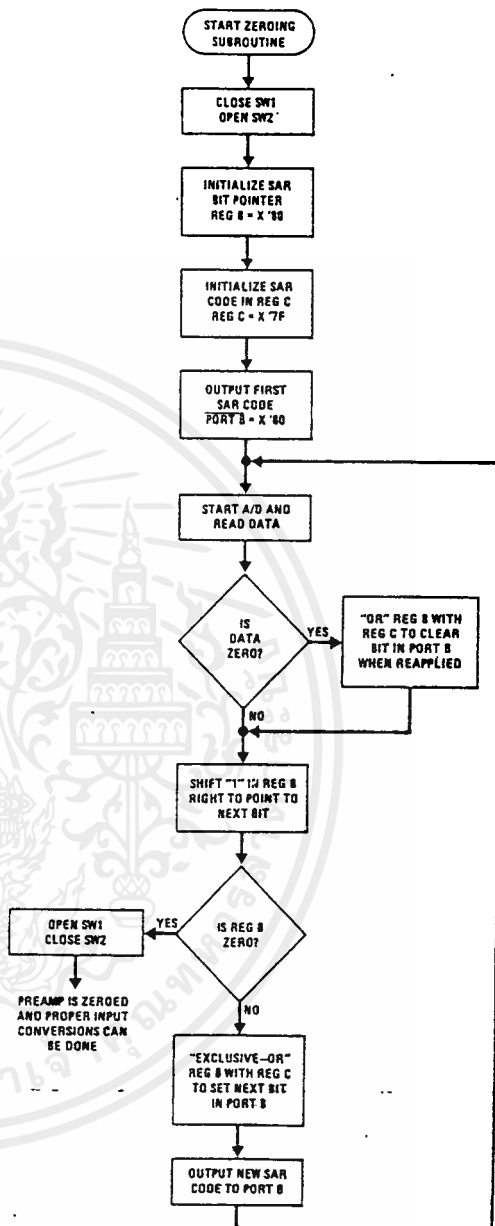 START ZEROING
SUBROUTINE
CLOSE SW1
OPEN SW2
INITIALIZE SAR
BIT POINTER
REG B = X '80
INITIALIZE SAR
CODE IN REG C
REG C = X '7F
OUTPUT FIRST
SAR CODE
PORT B = X '80
START A/D AND
READ DATA
IS
DATA
ZERO?
YES
"OR" REG B WITH
REG C TO CLEAR
BIT IN PORT B
WHEN REAPPLIED
NO
SHIFT "1" IN REG B
RIGHT TO POINT TO
NEXT BIT
IS REG B
ZERO?
YES
OPEN SW1
CLOSE SW2
PREAMP IS ZEROED
AND PROPER INPUT
CONVERSIONS CAN
BE DONE
NO
"EXCLUSIVE-OR"
REG B WITH REG C
TO SET NEXT BIT
IN PORT B
OUTPUT NEW SAR
CODE TO PORT B